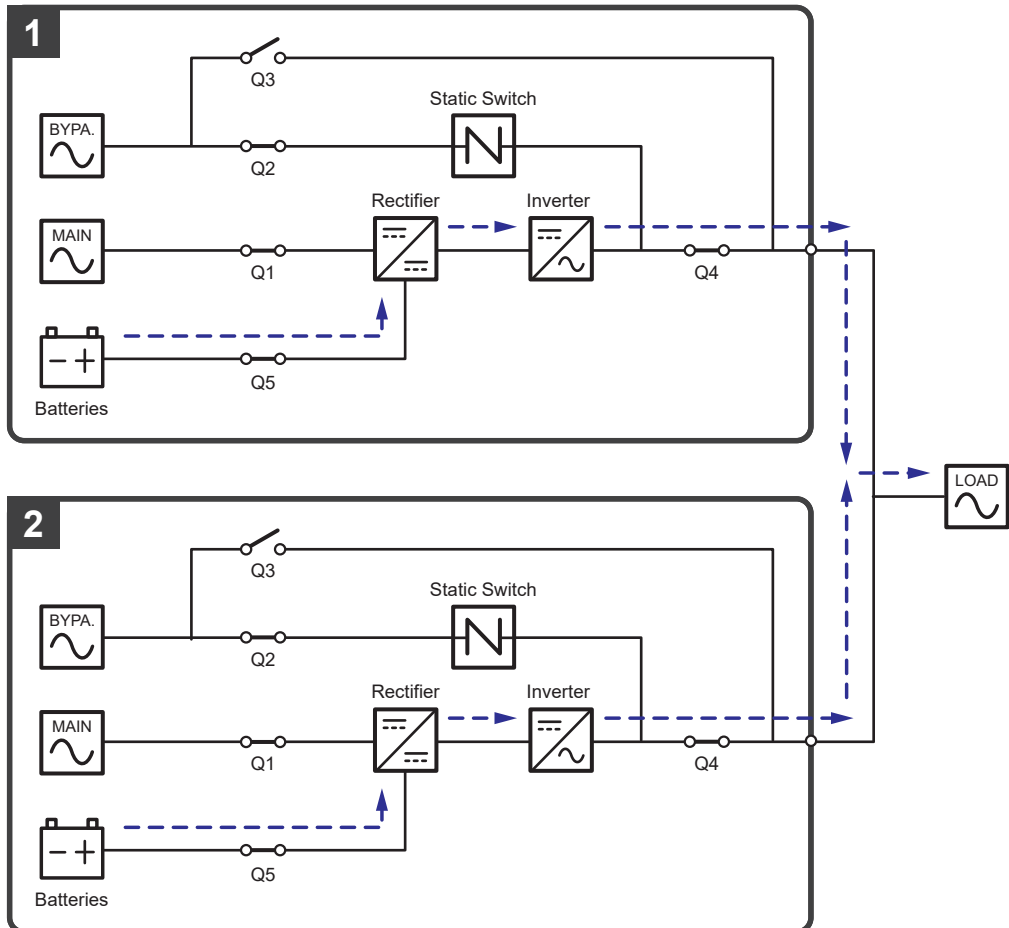 1
Q3
Static Switch
BYPA.
Q2
Rectifier
Inverter
MAIN
Q1
Q4
Q5
Batteries
LOAD
2
Q3
Static Switch
BYPA.
Q2
Rectifier
Inverter
MAIN
Q1
Q4
Q5
Batteries